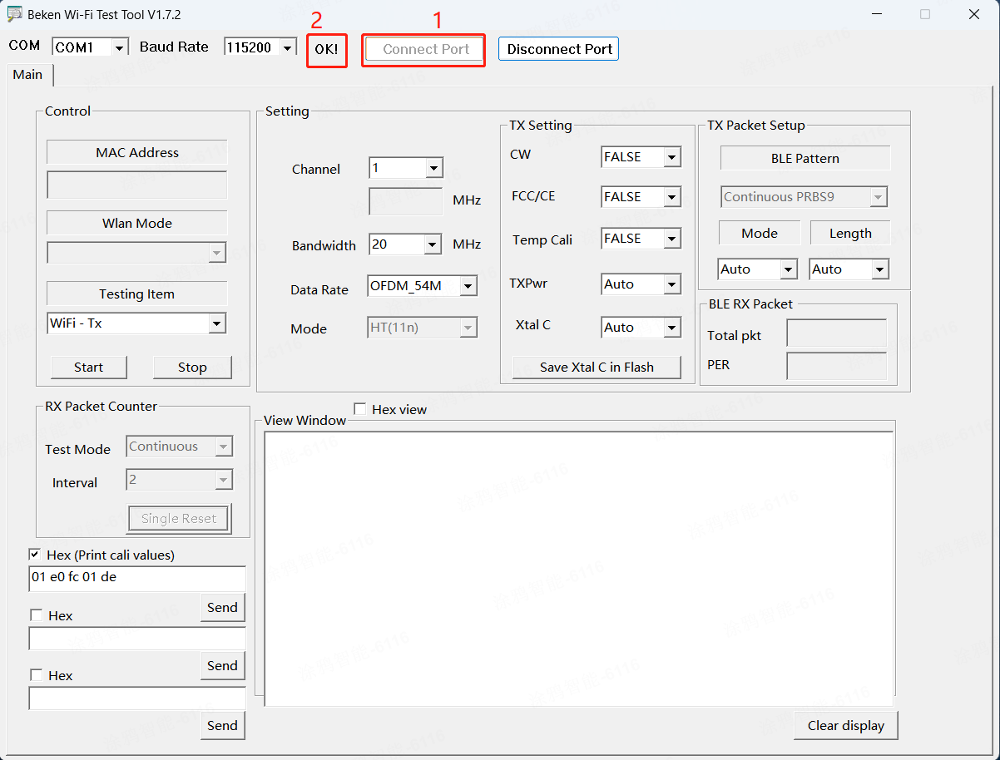 Beken Wi-Fi Test Tool V1.7.2
2
1
COM
COM1
Baud Rate
115200
OK!
Connect Port
Disconnect Port
Main
Control
MAC Address
Wlan Mode
Testing Item
WiFi - Tx
Start
Stop
Setting
Channel
1
MHz
Bandwidth
20
MHz
Data Rate
OFDM_54M
Mode
HT(11n)
TX Setting
CW
FALSE
FCC/CE
FALSE
Temp Cali
FALSE
TXPwr
Auto
Xtal C
Auto
Save Xtal C in Flash
TX Packet Setup
BLE Pattern
Continuous PRBS9
Mode
Length
Auto
Auto
BLE RX Packet
Total pkt
PER
RX Packet Counter
Test Mode
Continuous
Interval
2
Single Reset
Hex (Print cali values)
01 e0 fc 01 de
Send
Hex
Send
Hex
Send
Hex view
View Window
Clear display
涂鸦智能-6116